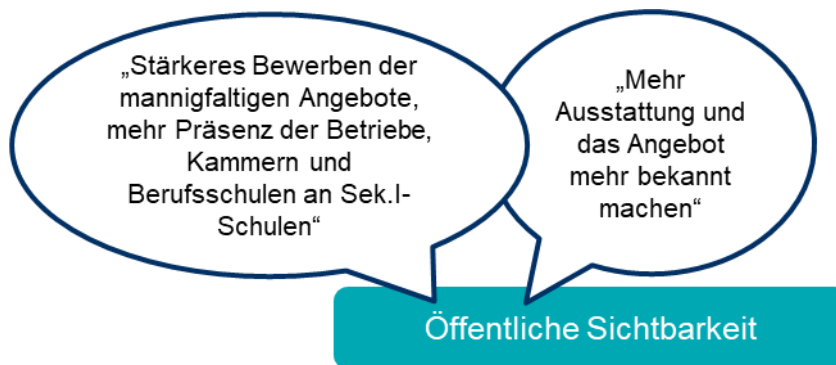 „Stärkeres Bewerben der
mannigfaltigen Angebote,
mehr Präsenz der Betriebe,
Kammern und
Berufsschulen an Sek.I-
Schulen“
„Mehr
Ausstattung und
das Angebot
mehr bekannt
machen“
Öffentliche Sichtbarkeit